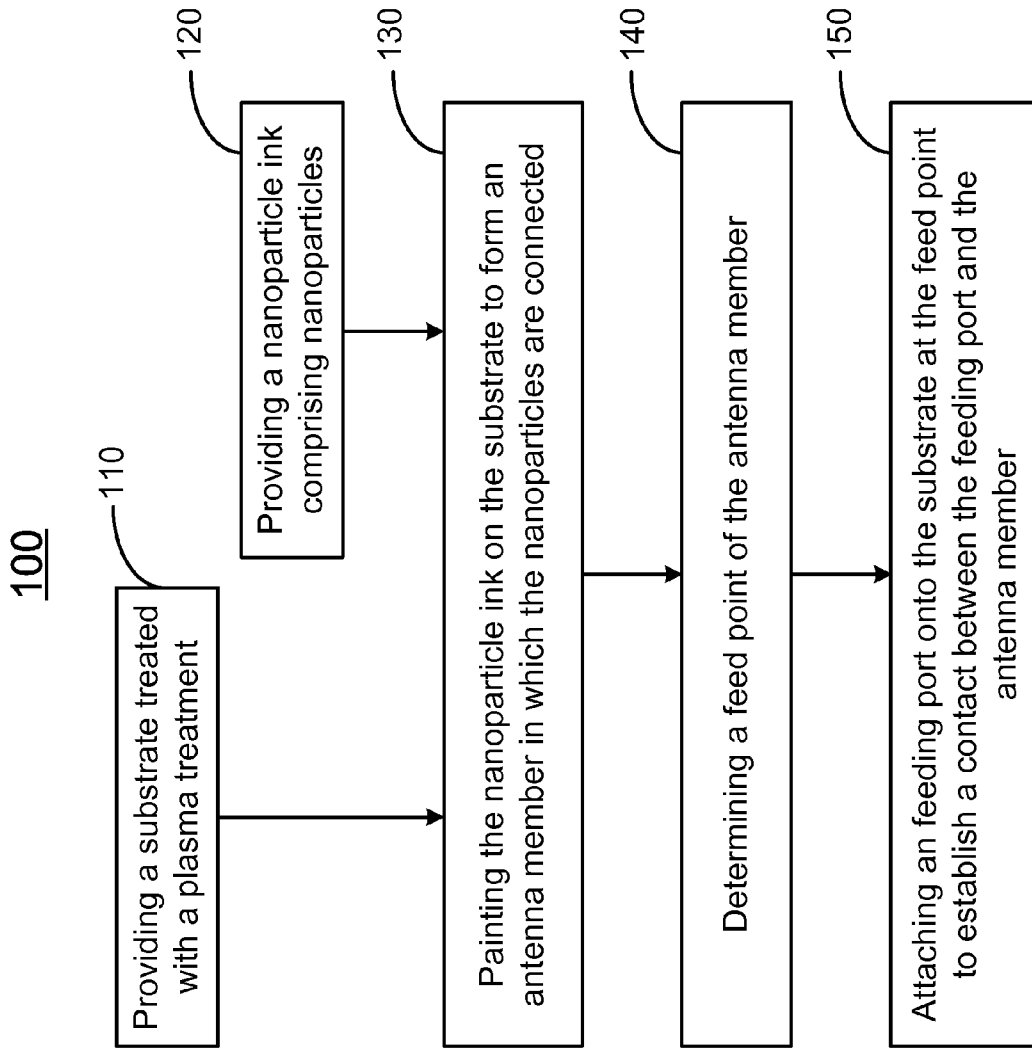 100
Providing a substrate treated
with a plasma treatment
110
Providing a nanoparticle ink
comprising nanoparticles
120
Painting the nanoparticle ink on the substrate to form an
antenna member in which the nanoparticles are connected
130
Determining a feed point of the antenna member
140
Attaching an feeding port onto the substrate at the feed point
to establish a contact between the feeding port and the
antenna member
150